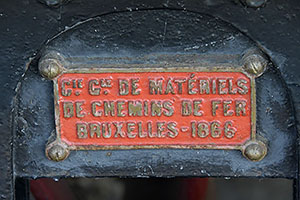 CIE GLE DE MATÉRIELS
DE CHEMINS DE FER
BRUXELLES-1886